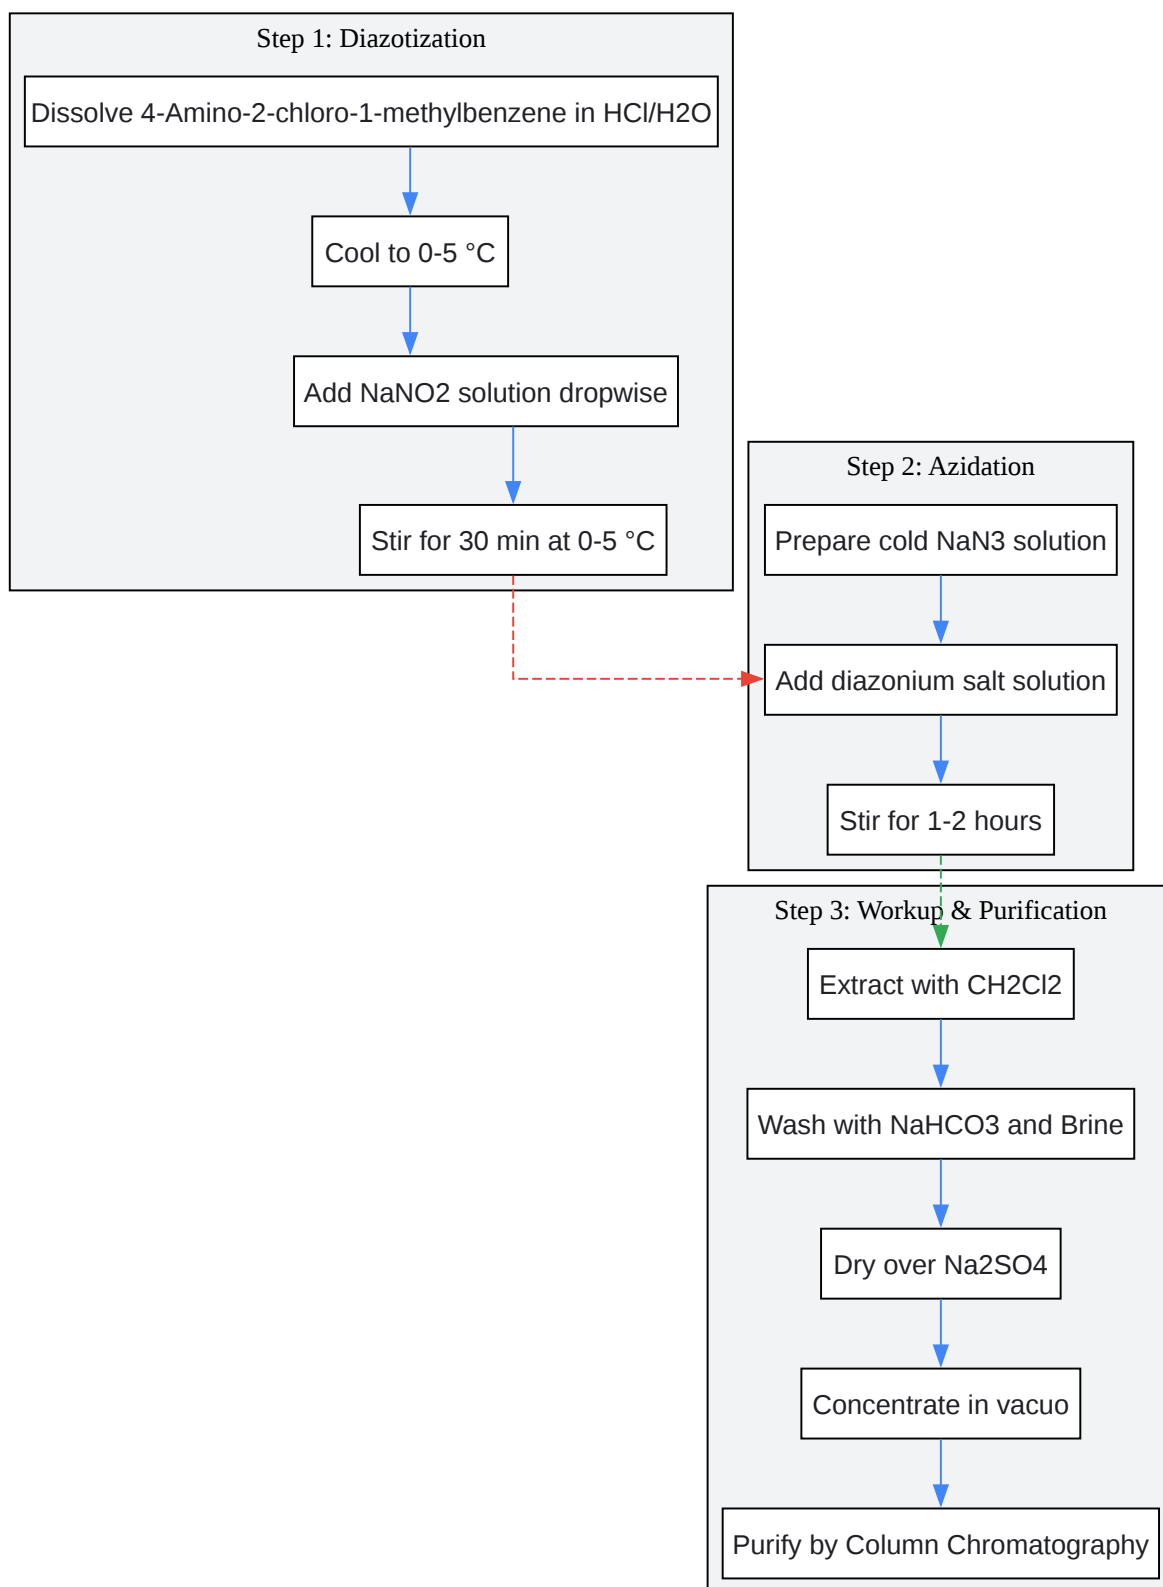 Step 1: Diazotization
Dissolve 4-Amino-2-chloro-1-methylbenzene in HCl/H2O
Cool to 0-5 °C
Add NaNO2 solution dropwise
Stir for 30 min at 0-5 °C
Step 2: Azidation
Prepare cold NaN3 solution
Add diazonium salt solution
Stir for 1-2 hours
Step 3: Workup & Purification
Extract with CH2Cl2
Wash with NaHCO3 and Brine
Dry over Na2SO4
Concentrate in vacuo
Purify by Column Chromatography